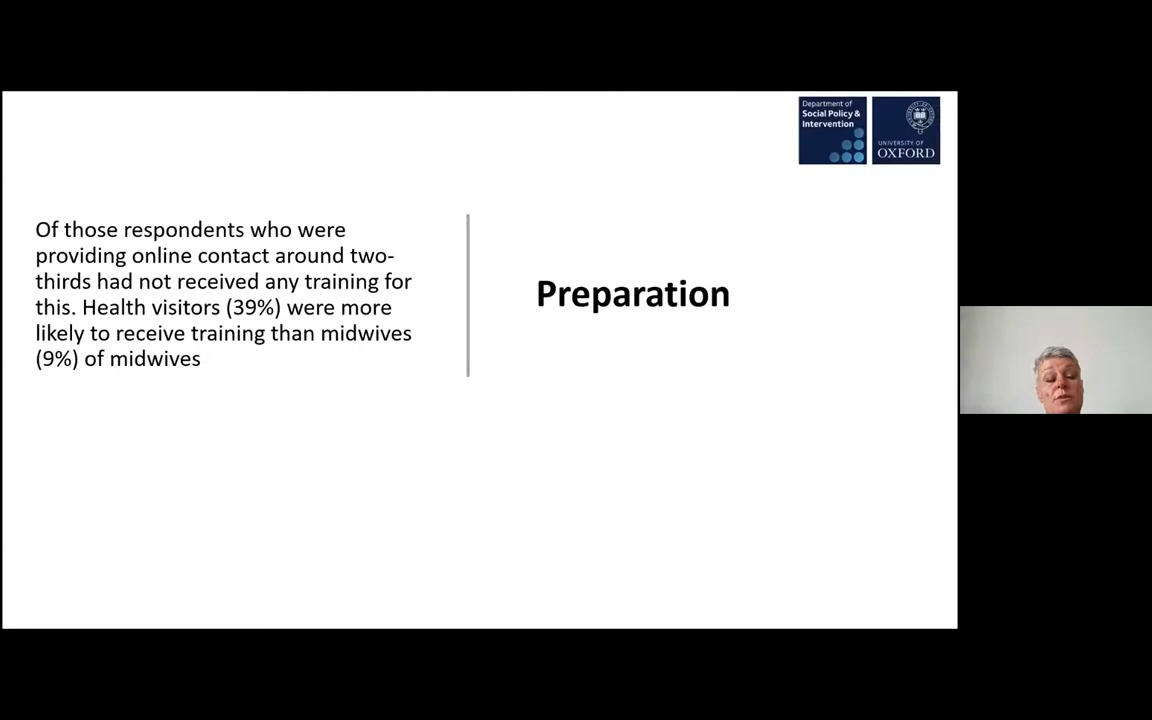 Department of
Social Policy &
Intervention
UNIVERSITY OF
OXFORD
Of those respondents who were
providing online contact around two-
thirds had not received any training for
this. Health visitors (39%) were more
likely to receive training than midwives
(9%) of midwives
Preparation